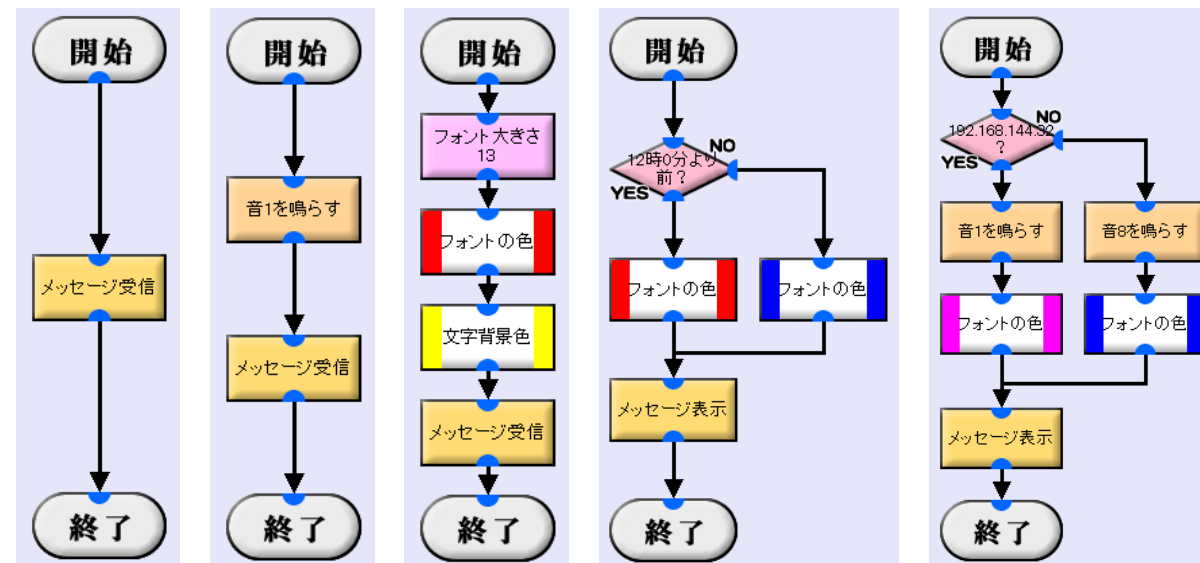 開始
メッセージ受信
終了
開始
音1を鳴らす
メッセージ受信
終了
開始
フォント大きさ
13
フォントの色
文字背景色
メッセージ受信
終了
開始
12時0分より
前？
NO
YES
フォントの色
フォントの色
メッセージ表示
終了
開始
192.168.144.32
?
NO
YES
音1を鳴らす
音8を鳴らす
フォントの色
フォントの色
メッセージ表示
終了